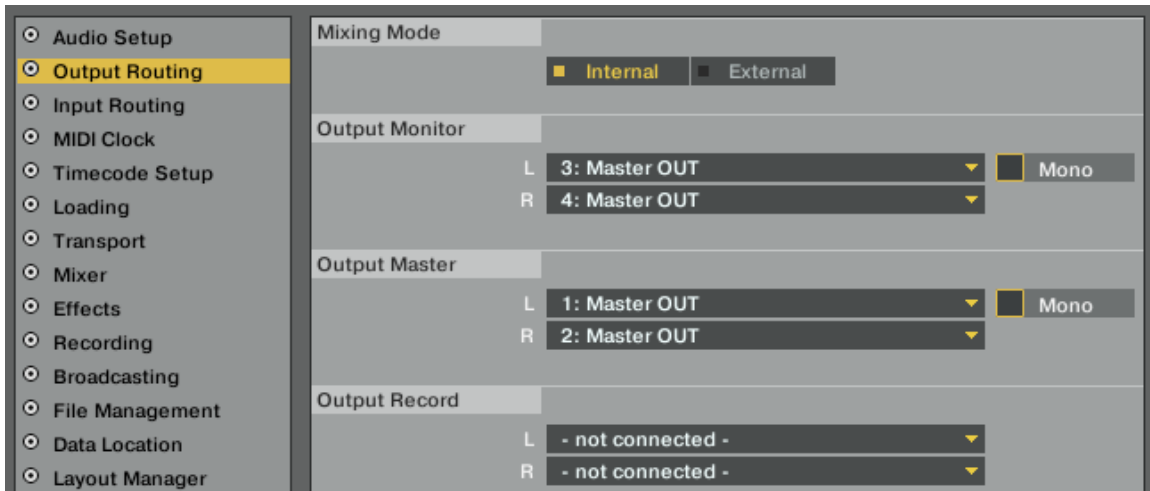 Audio Setup
Output Routing
Input Routing
MIDI Clock
Timecode Setup
Loading
Transport
Mixer
Effects
Recording
Broadcasting
File Management
Data Location
Layout Manager
Mixing Mode
Internal External
Output Monitor
L 3: Master OUT Mono
R 4: Master OUT
Output Master
L 1: Master OUT Mono
R 2: Master OUT
Output Record
L - not connected -
R - not connected -